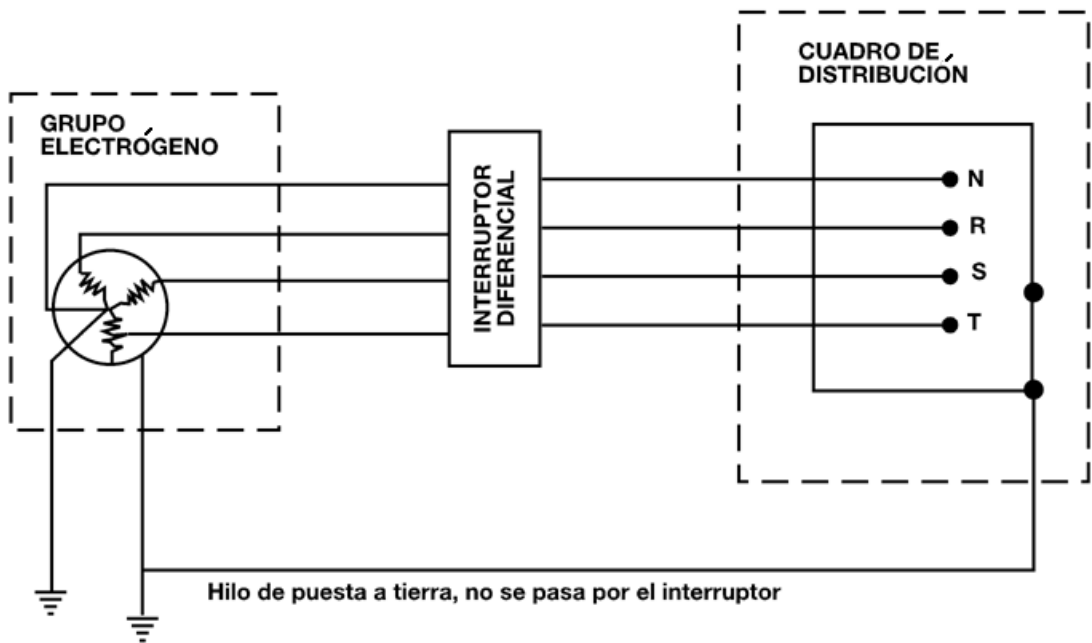 CUADRO DE
DISTRIBUCIÓN
GRUPO
ELECTRÓGENO
INTERRUPTOR
DIFERENCIAL
N
R
S
T
Hilo de puesta a tierra, no se pasa por el interruptor